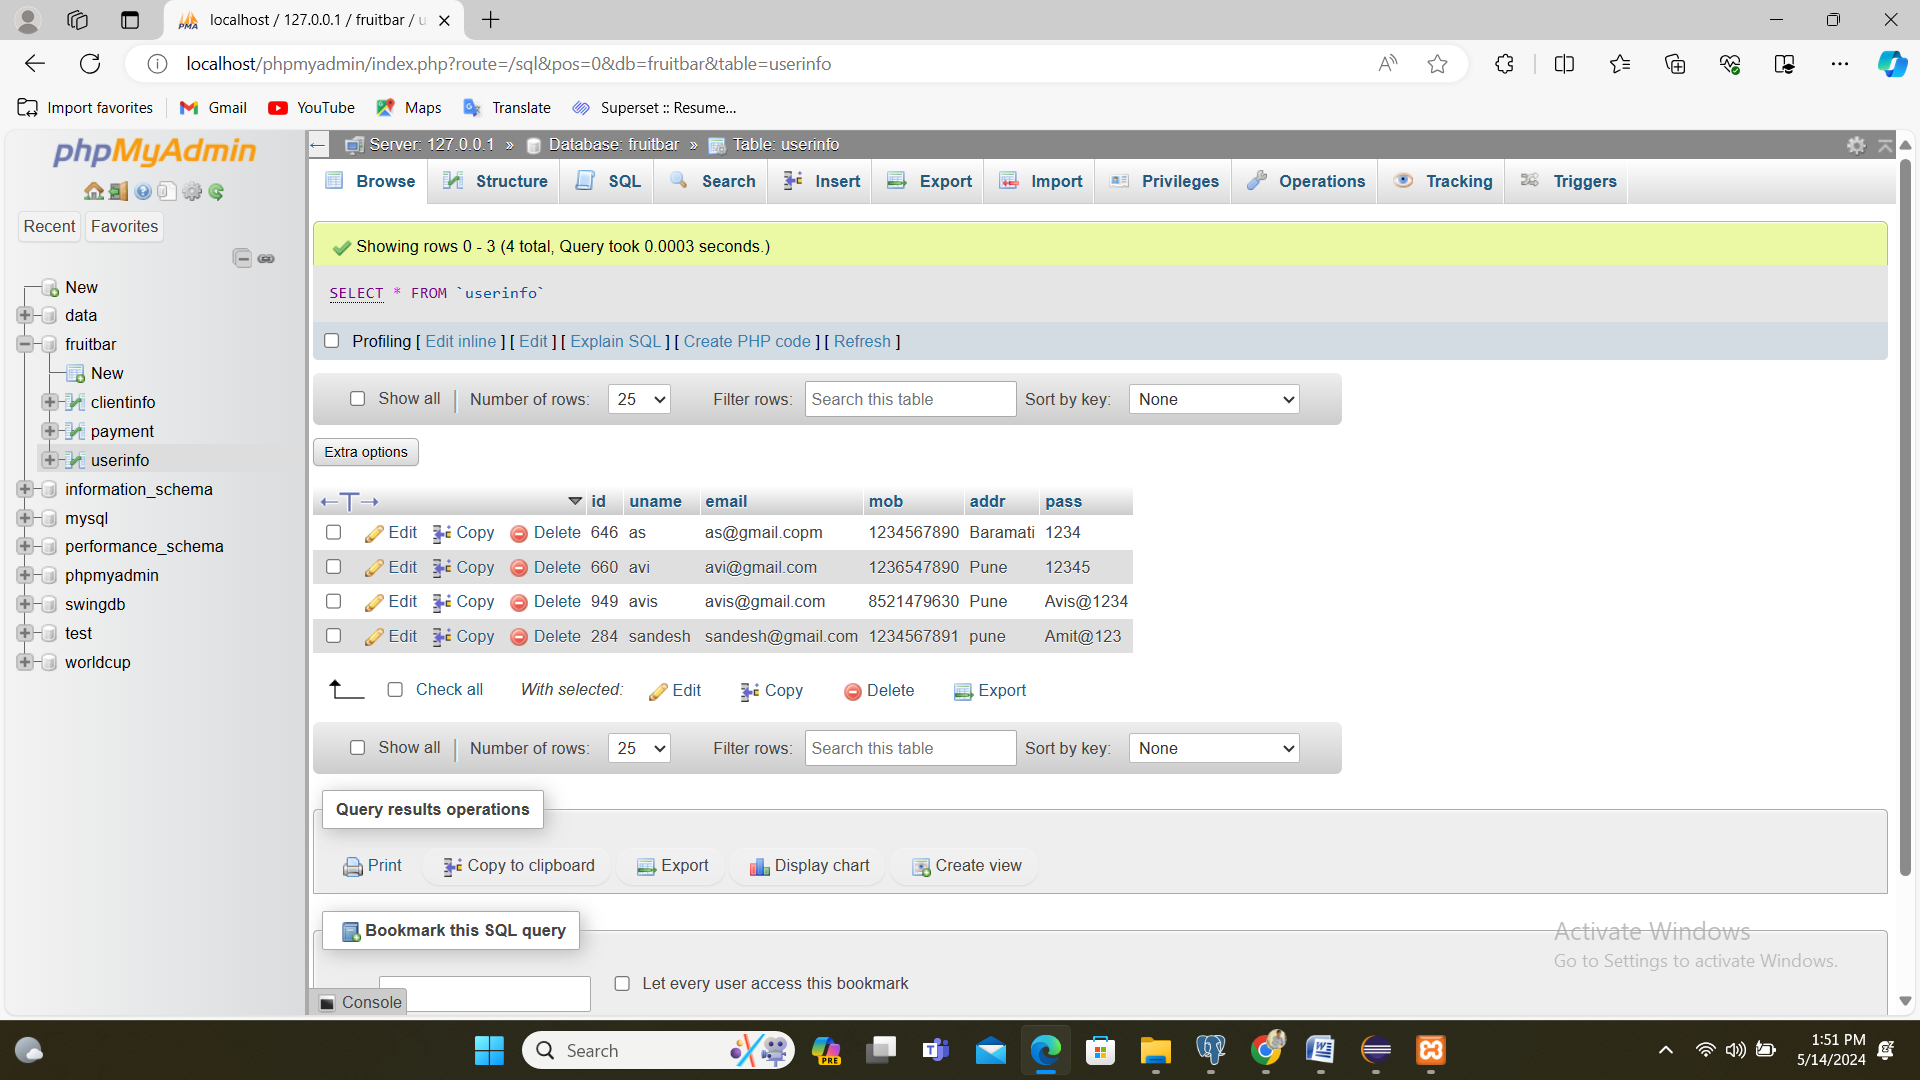 localhost / 127.0.0.1 / fruitbar / u
localhost/phpmyadmin/index.php?route=/sql&pos=0&db=fruitbar&table=userinfo
Import favorites Gmail YouTube Maps Translate Superset :: Resume...
phpMyAdmin
Recent Favorites
New
data
fruitbar
New
clientinfo
payment
userinfo
information_schema
mysql
performance_schema
phpmyadmin
swingdb
test
worldcup
Server: 127.0.0.1 » Database: fruitbar » Table: userinfo
Browse Structure SQL Search Insert Export Import Privileges Operations Tracking Triggers
Showing rows 0 - 3 (4 total, Query took 0.0003 seconds.)
SELECT * FROM `userinfo`
Profiling [ Edit inline ] [ Edit ] [ Explain SQL ] [ Create PHP code ] [ Refresh ]
Show all Number of rows: 25 Filter rows: Search this table Sort by key: None
Extra options
←T→ id uname email mob addr pass
Edit Copy Delete 646 as as@gmail.copm 1234567890 Baramati 1234
Edit Copy Delete 660 avi avi@gmail.com 1236547890 Pune 12345
Edit Copy Delete 949 avis avis@gmail.com 8521479630 Pune Avis@1234
Edit Copy Delete 284 sandesh sandesh@gmail.com 1234567891 pune Amit@123
Check all With selected: Edit Copy Delete Export
Show all Number of rows: 25 Filter rows: Search this table Sort by key: None
Query results operations
Print Copy to clipboard Export Display chart Create view
Bookmark this SQL query
Let every user access this bookmark
Console
Activate Windows
Go to Settings to activate Windows.
Search
PRE
1:51 PM
5/14/2024